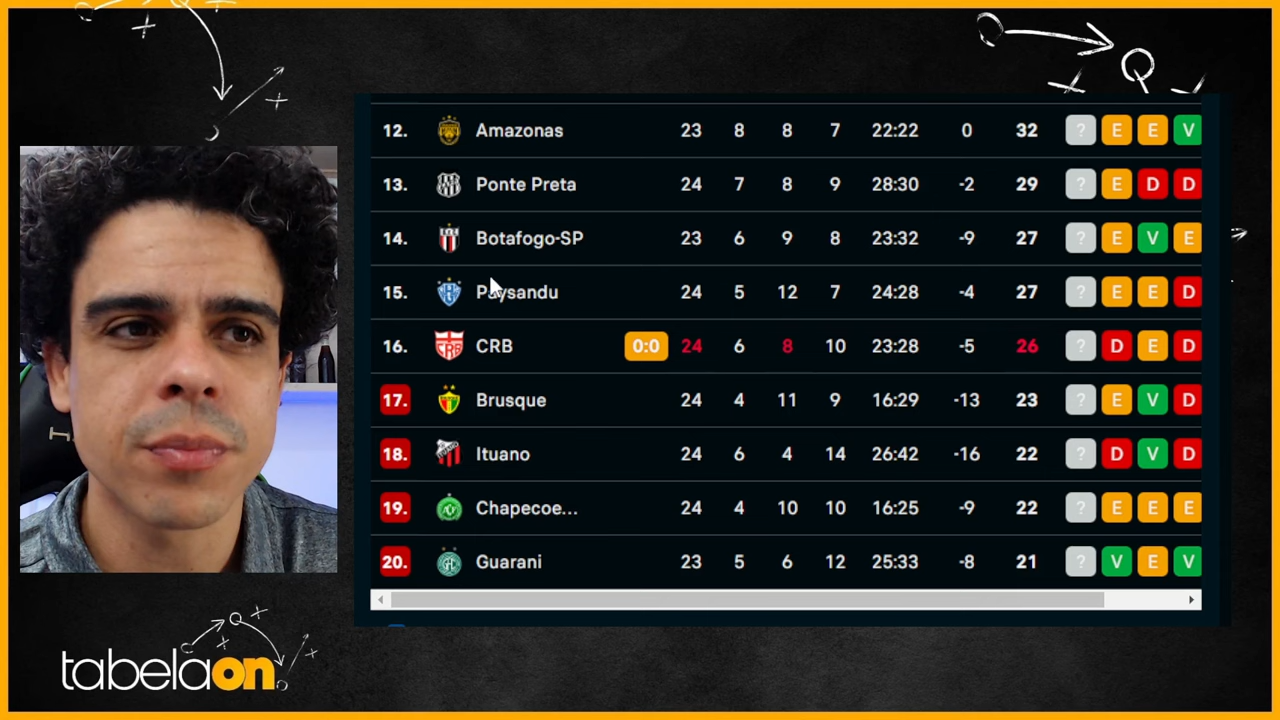 12. Amazonas 23 8 8 7 22:22 0 32 ? E E V
13. Ponte Preta 24 7 8 9 28:30 -2 29 ? E D D
14. Botafogo-SP 23 6 9 8 23:32 -9 27 ? E V E
15. Paysandu 24 5 12 7 24:28 -4 27 ? E E D
16. CRB 0:0 24 6 8 10 23:28 -5 26 ? D E D
17. Brusque 24 4 11 9 16:29 -13 23 ? E V D
18. Ituano 24 6 4 14 26:42 -16 22 ? D V D
19. Chapecoe... 24 4 10 10 16:25 -9 22 ? E E E
20. Guarani 23 5 6 12 25:33 -8 21 ? V E V
tabelaon